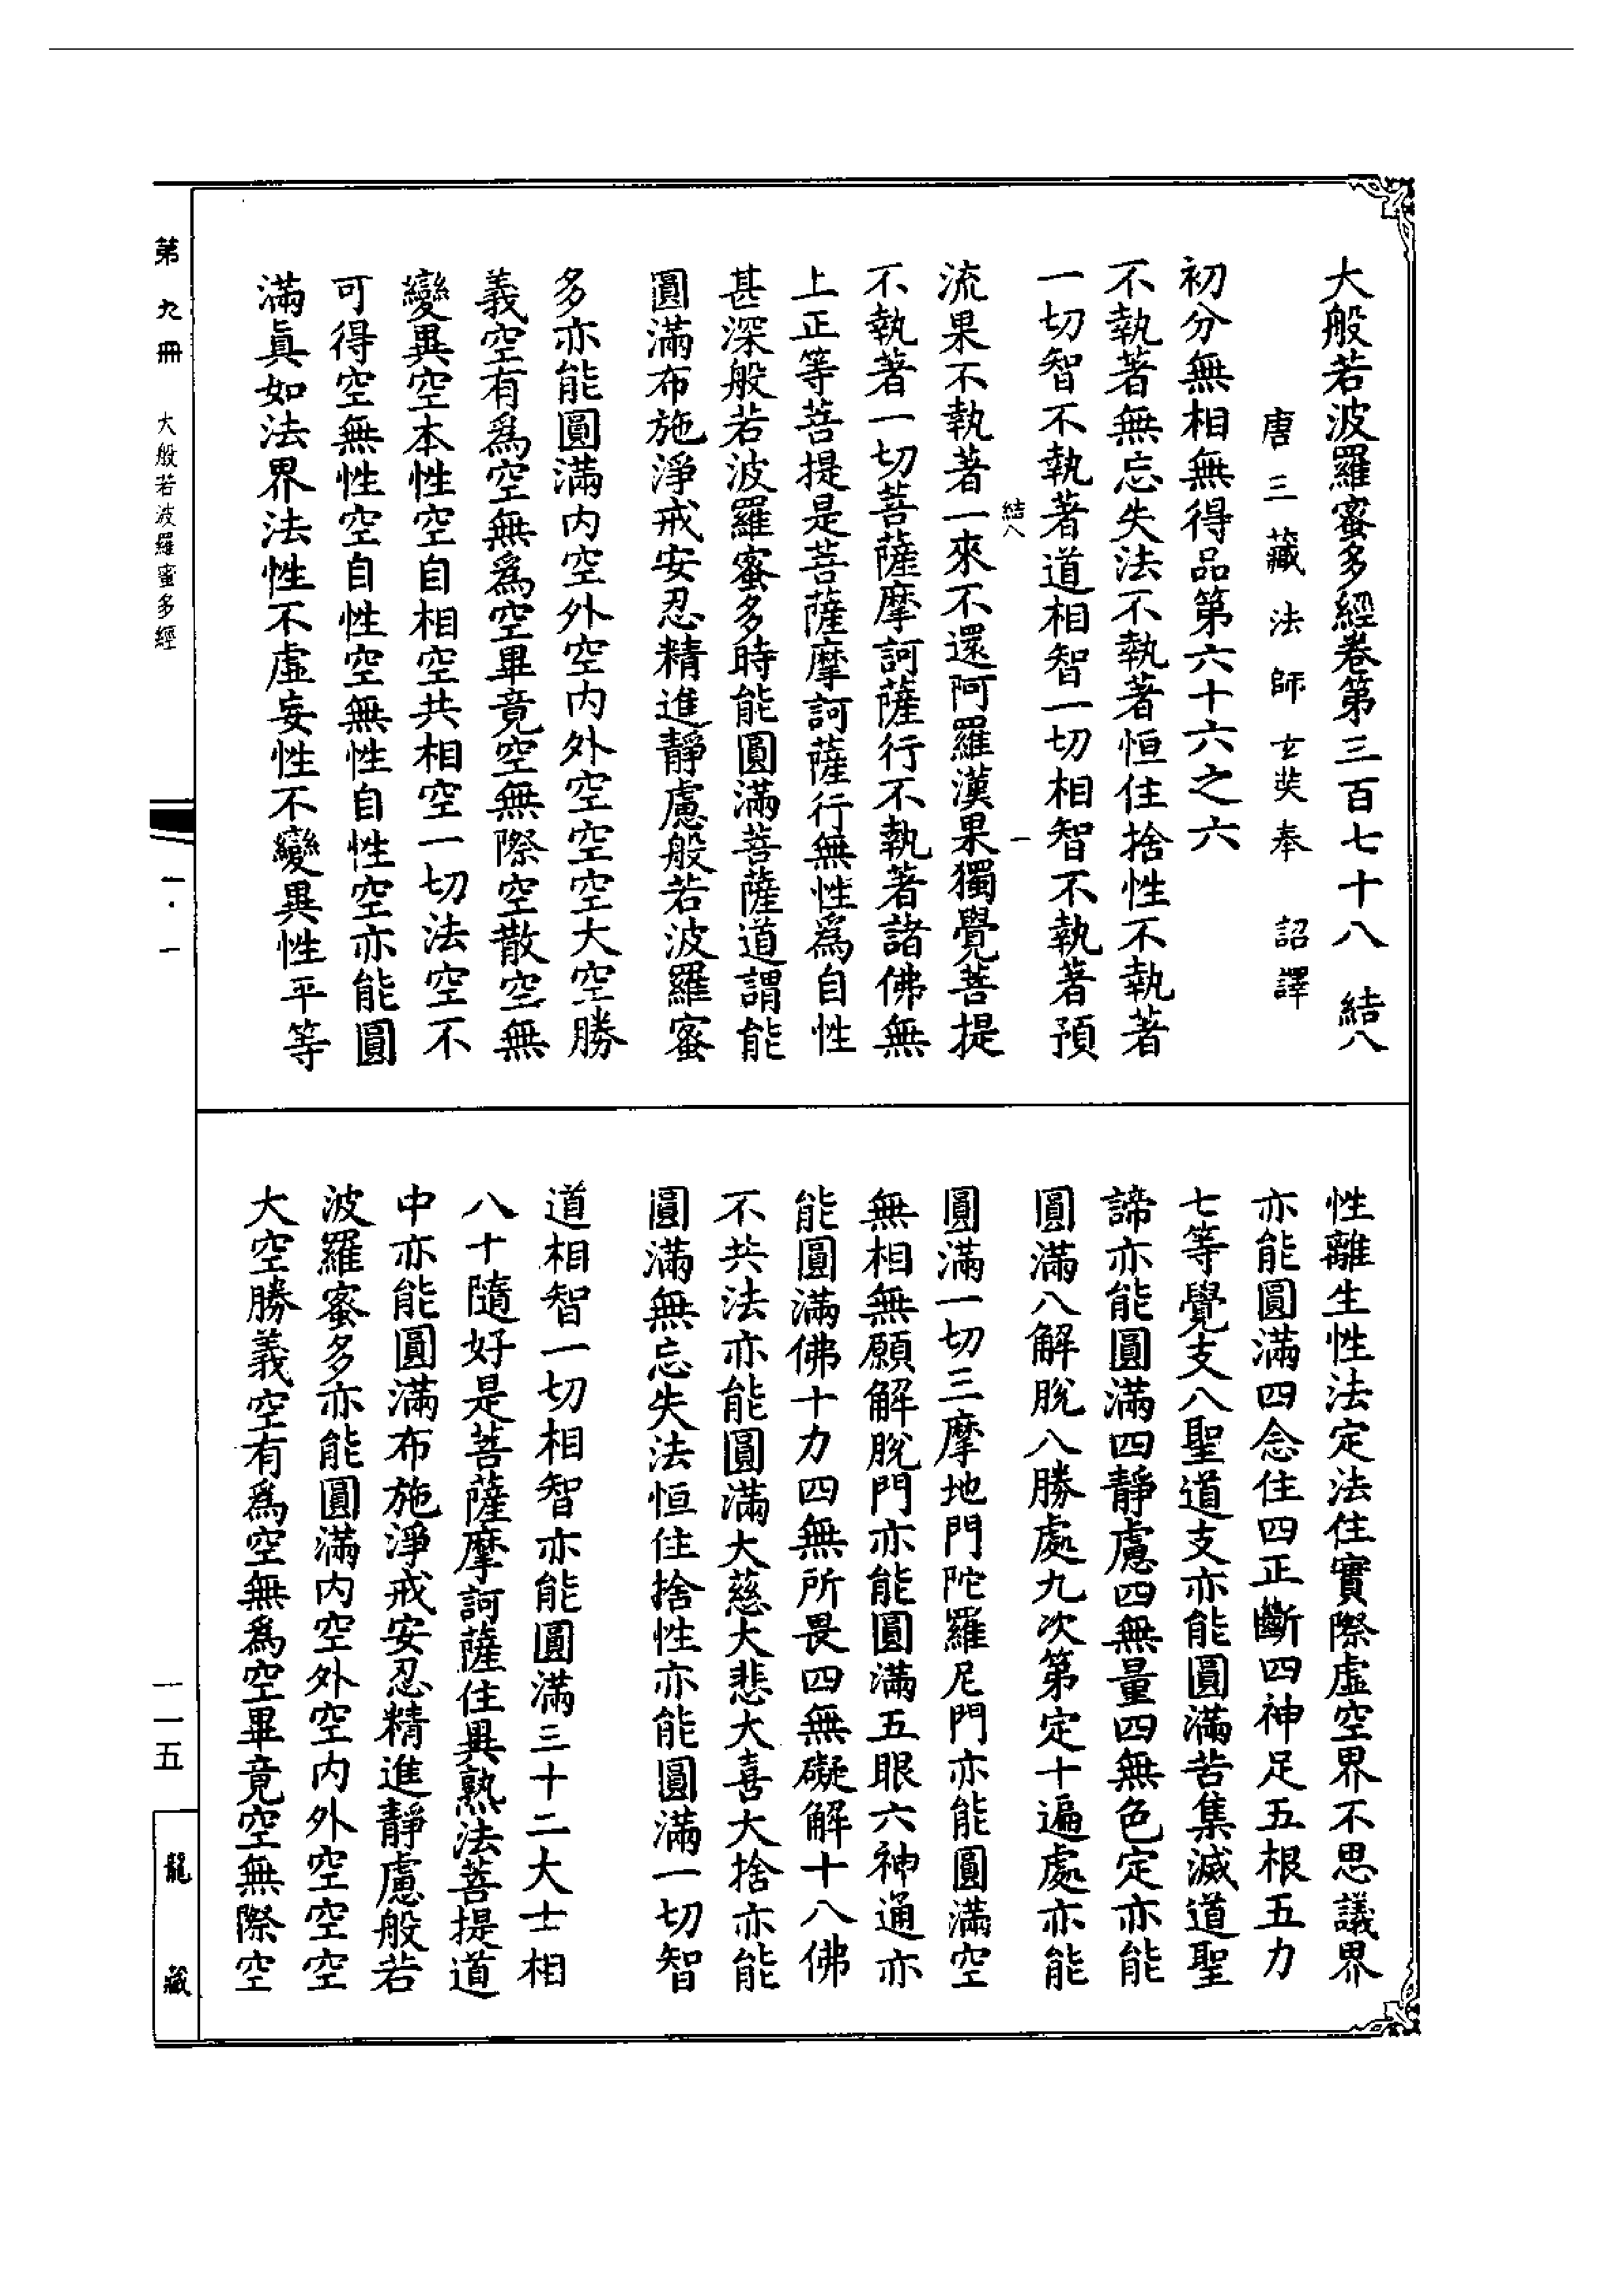 大般若波羅蜜多經卷第三百七十八　結八
唐三藏法師玄奘奉　詔譯
初分無相無得品第六十六之六
不執著無忘失法不執著恒住捨性不執著
一切智不執著道相智一切相智不執著預
結八　一
流果不執著一來不還阿羅漢果獨覺菩提
不執著一切菩薩摩訶薩行不執著諸佛無
上正等菩提是菩薩摩訶薩行無性爲自性
甚深般若波羅蜜多時能圓滿菩薩道謂能
圓滿布施淨戒安忍精進靜慮般若波羅蜜
多亦能圓滿內空外空內外空空空大空勝
義空有爲空無爲空畢竟空無際空散空無
變異空本性空自相空共相空一切法空不
可得空無性空自性空無性自性空亦能圓
滿眞如法界法性不虛妄性不變異性平等
性離生性法定法住實際虛空界不思議界
亦能圓滿四念住四正斷四神足五根五力
七等覺支八聖道支亦能圓滿苦集滅道聖
諦亦能圓滿四靜慮四無量四無色定亦能
圓滿八解脫八勝處九次第定十遍處亦能
圓滿一切三摩地門陀羅尼門亦能圓滿空
無相無願解脫門亦能圓滿五眼六神通亦
能圓滿佛十力四無所畏四無礙解十八佛
不共法亦能圓滿大慈大悲大喜大捨亦能
圓滿無忘失法恒住捨性亦能圓滿一切智
道相智一切相智亦能圓滿三十二大士相
八十隨好是菩薩摩訶薩住異熟法菩提道
中亦能圓滿布施淨戒安忍精進靜慮般若
波羅蜜多亦能圓滿內空外空內外空空空
大空勝義空有爲空無爲空畢竟空無際空
第九冊　大般若波羅蜜多經
一·一
一一五
龍藏